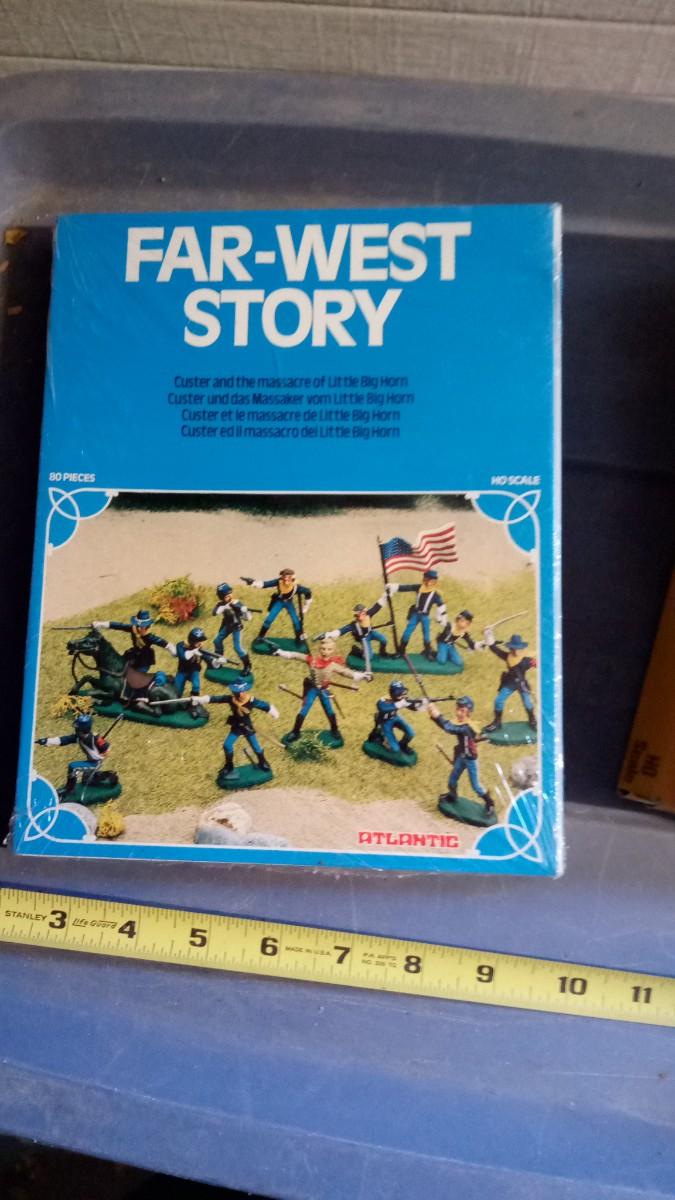 FAR-WEST
STORY
Custer and the massacre of Little Big Horn
Custer und das Massaker vom Little Big Horn
Custer et le massacre de Little Big Horn
Custer ed il massacro del Little Big Horn
80 PIECES
HO SCALE
ATLANTIC
HO
Scale
STANLEY 3 Life Guard 4 5 6 MADE IN U.S.A. 7 8 9 10 11